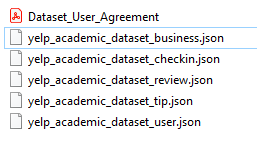 Dataset_User_Agreement
yelp_academic_dataset_business.json
yelp_academic_dataset_checkin.json
yelp_academic_dataset_review.json
yelp_academic_dataset_tip.json
yelp_academic_dataset_user.json